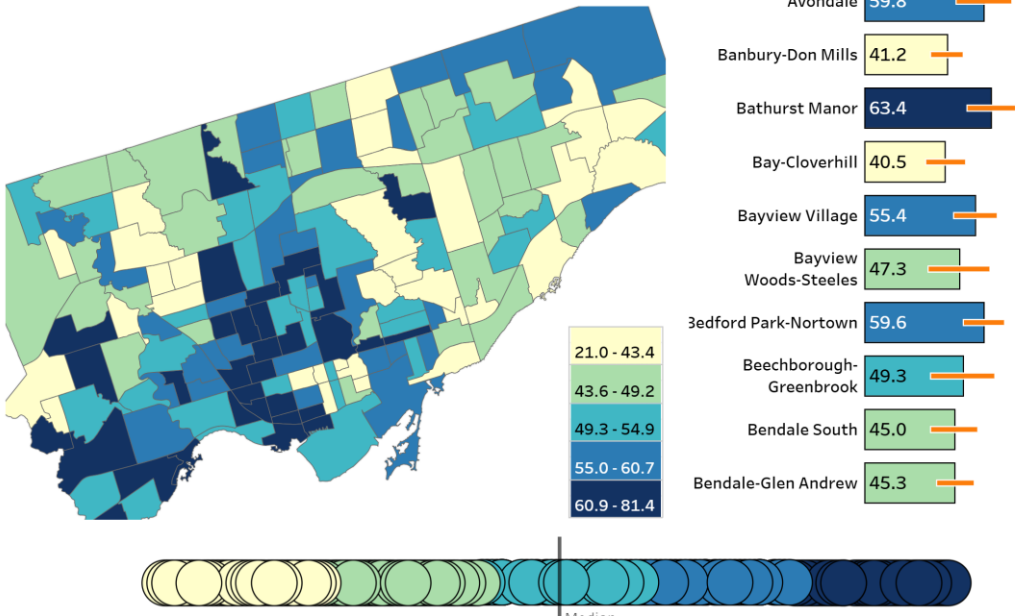 Avondale 59.8
Banbury-Don Mills 41.2
Bathurst Manor 63.4
Bay-Cloverhill 40.5
Bayview Village 55.4
Bayview
Woods-Steeles 47.3
Bedford Park-Nortown 59.6
Beechborough-
Greenbrook 49.3
Bendale South 45.0
Bendale-Glen Andrew 45.3
21.0 - 43.4
43.6 - 49.2
49.3 - 54.9
55.0 - 60.7
60.9 - 81.4
Median